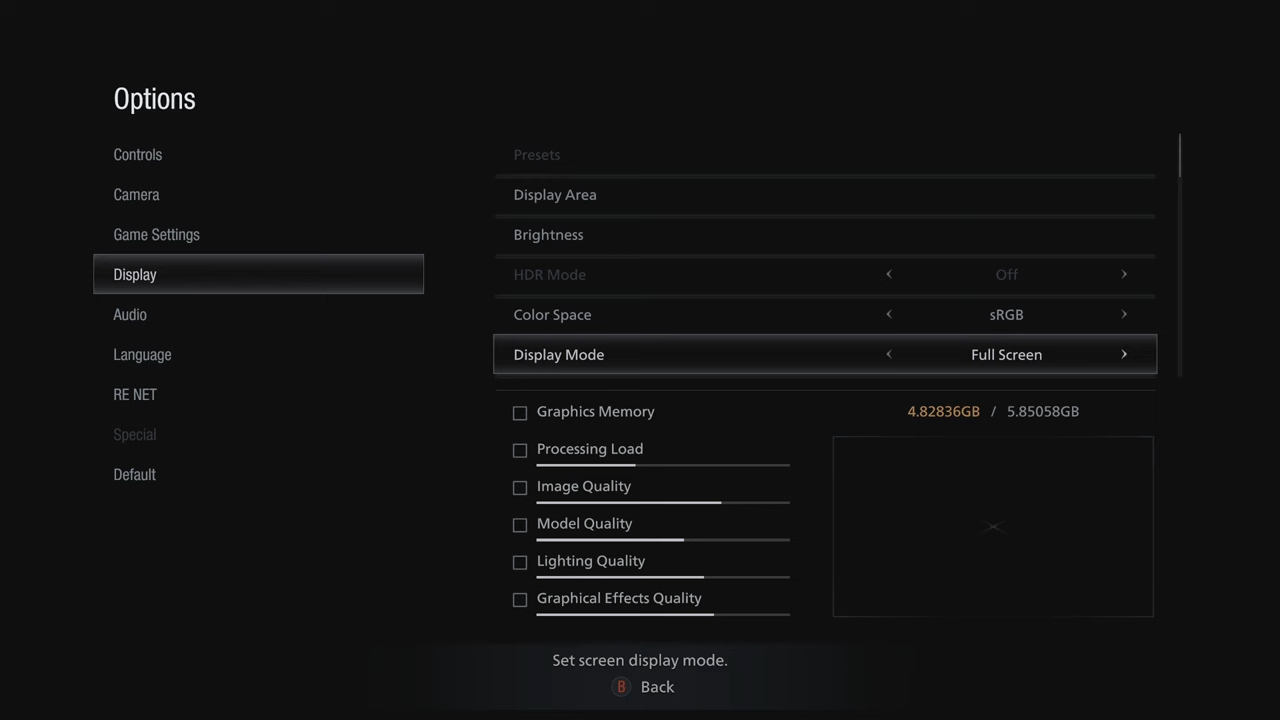 Options
Controls
Camera
Game Settings
Display
Audio
Language
RE NET
Special
Default
Presets
Display Area
Brightness
HDR Mode Off
Color Space sRGB
Display Mode Full Screen
Graphics Memory 4.82836GB / 5.85058GB
Processing Load
Image Quality
Model Quality
Lighting Quality
Graphical Effects Quality
Set screen display mode.
B Back